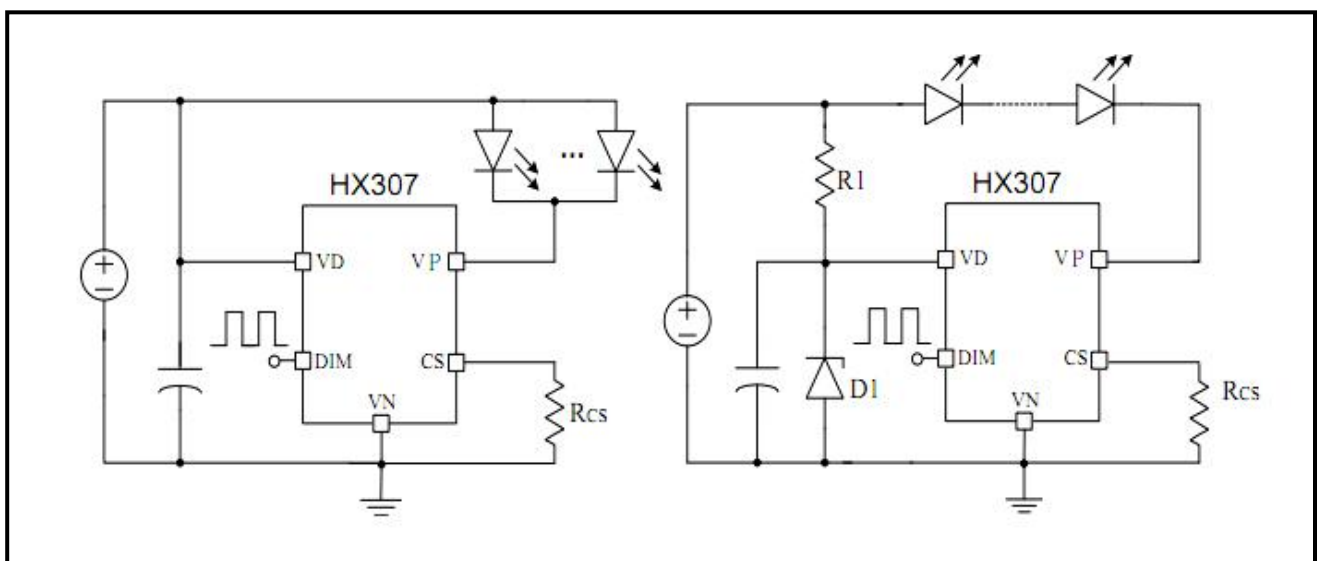 HX307
VD
VP
DIM
CS
VN
Rcs
...
R1
HX307
VD
VP
DIM
CS
VN
D1
Rcs